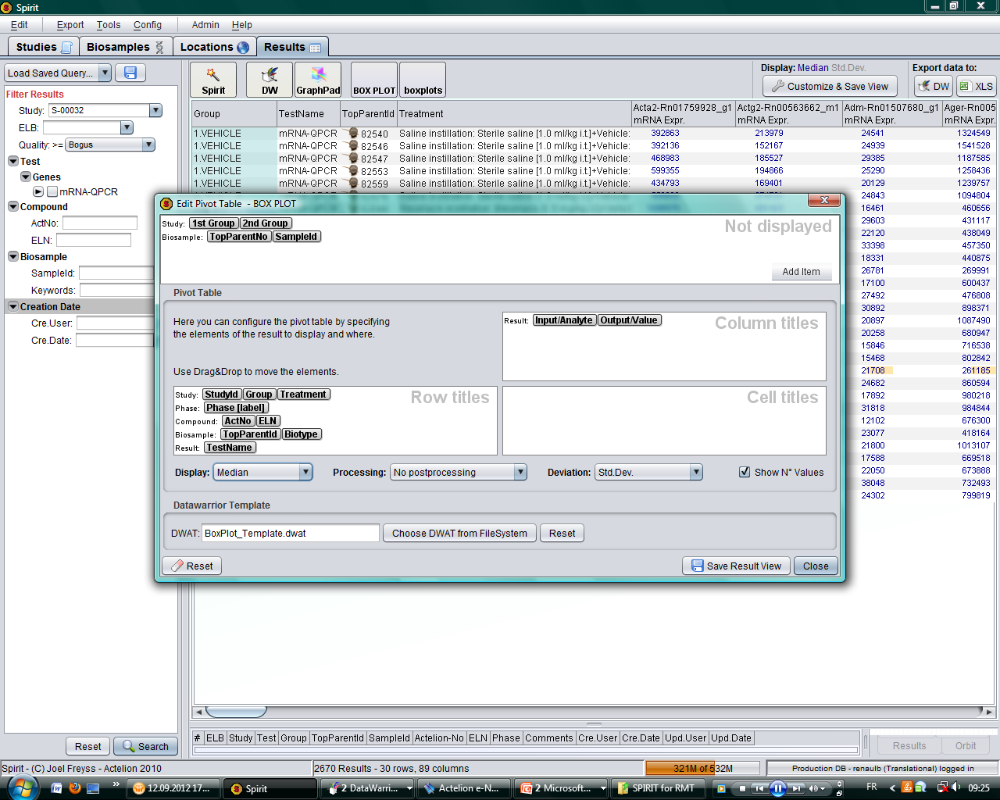 Spirit
Edit Export Tools Config Admin Help
Studies Biosamples Locations Results
Load Saved Query...
Filter Results
Study: S-00032
ELB:
Quality: >= Bogus
Test
Genes
mRNA-QPCR
Compound
ActNo:
ELN:
Biosample
SampleId:
Keywords:
Creation Date
Cre.User:
Cre.Date:
Reset Search
Spirit DW GraphPad BOX PLOT boxplots
Display: Median Std.Dev.
Customize & Save View
Export data to:
DW XLS
Group TestName TopParentId Treatment Acta2-Rn01759928_g1 Actg2-Rn00563662_m1 Adm-Rn01507680_g1 Ager-Rn005
mRNA Expr. mRNA Expr. mRNA Expr. mRNA Expr.
1.VEHICLE mRNA-QPCR 82540 Saline instillation: Sterile saline [1.0 ml/kg i.t.]+Vehicle: 392863 213979 24541 1324549
1.VEHICLE mRNA-QPCR 82546 Saline instillation: Sterile saline [1.0 ml/kg i.t.]+Vehicle: 392136 152167 24939 1541528
1.VEHICLE mRNA-QPCR 82547 Saline instillation: Sterile saline [1.0 ml/kg i.t.]+Vehicle: 468983 185527 29385 1187585
1.VEHICLE mRNA-QPCR 82553 Saline instillation: Sterile saline [1.0 ml/kg i.t.]+Vehicle: 599355 194866 25290 1258436
1.VEHICLE mRNA-QPCR 82559 Saline instillation: Sterile saline [1.0 ml/kg i.t.]+Vehicle: 434793 169401 20129 1239757
24843 1094804
16461 460656
29603 431117
22120 438049
33398 457350
18331 440875
26781 269991
17100 600437
27492 476808
30892 898371
20897 1087490
20258 680947
15846 716538
15468 802842
21708 261185
24682 860594
17892 980218
31818 984844
12102 676300
23077 418164
21800 1013107
17588 669518
22050 673888
38048 732493
24302 799819
Edit Pivot Table - BOX PLOT
Study: 1st Group 2nd Group
Biosample: TopParentNo SampleId
Not displayed
Add Item
Pivot Table
Here you can configure the pivot table by specifying
the elements of the result to display and where.
Use Drag&Drop to move the elements.
Result: Input/Analyte Output/Value
Column titles
Study: StudyId Group Treatment
Phase: Phase [label]
Compound: ActNo ELN
Biosample: TopParentId Biotype
Result: TestName
Row titles
Cell titles
Display: Median Processing: No postprocessing Deviation: Std.Dev. Show N° Values
Datawarrior Template
DWAT: BoxPlot_Template.dwat Choose DWAT from FileSystem Reset
Reset Save Result View Close
# ELB Study Test Group TopParentId SampleId Actelion-No ELN Phase Comments Cre.User Cre.Date Upd.User Upd.Date
Results Orbit
Spirit - (C) Joel Freyss - Actelion 2010
2670 Results - 30 rows, 89 columns
321M of 532M
Production DB - renaulb (Translational) logged in
12.09.2012 17... Spirit 2 DataWarri... Actelion e-N... 2 Microsoft... SPIRIT for RMT FR 09:25